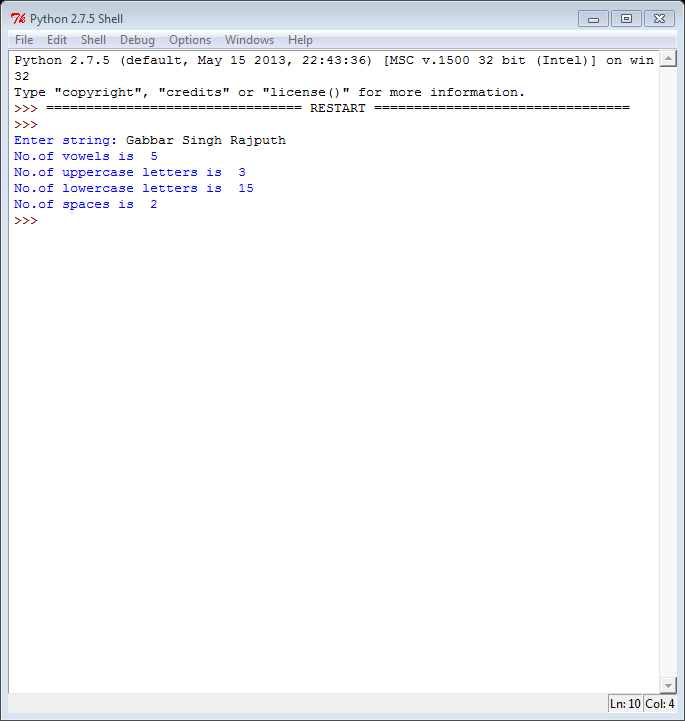 Python 2.7.5 Shell
File Edit Shell Debug Options Windows Help
Python 2.7.5 (default, May 15 2013, 22:43:36) [MSC v.1500 32 bit (Intel)] on win
32
Type "copyright", "credits" or "license()" for more information.
>>> ================================ RESTART ================================
>>>
Enter string: Gabbar Singh Rajputh
No.of vowels is  5
No.of uppercase letters is  3
No.of lowercase letters is  15
No.of spaces is  2
>>>
Ln: 10 Col: 4